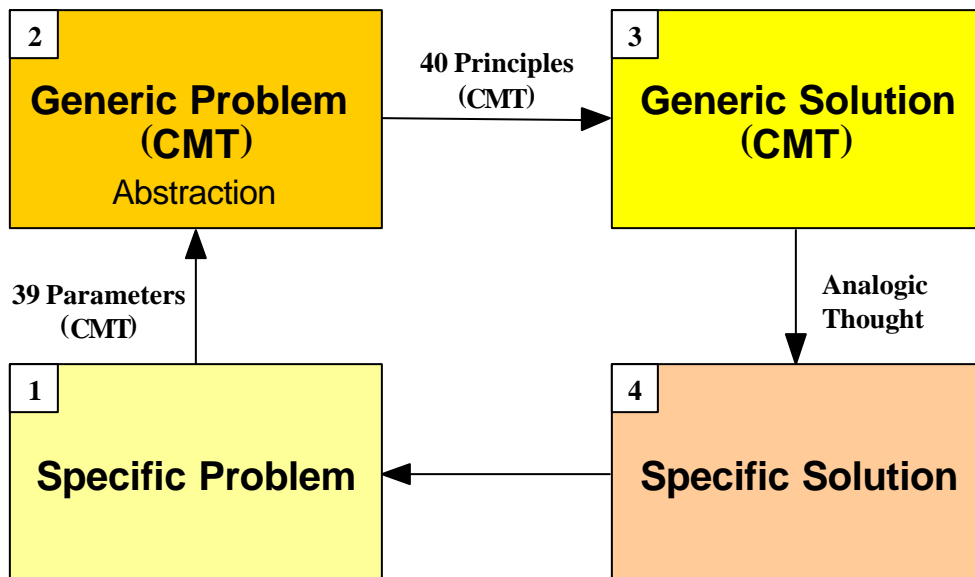 2
Generic Problem
(CMT)
Abstraction
40 Principles
(CMT)
3
Generic Solution
(CMT)
39 Parameters
(CMT)
Analogic
Thought
1
Specific Problem
4
Specific Solution